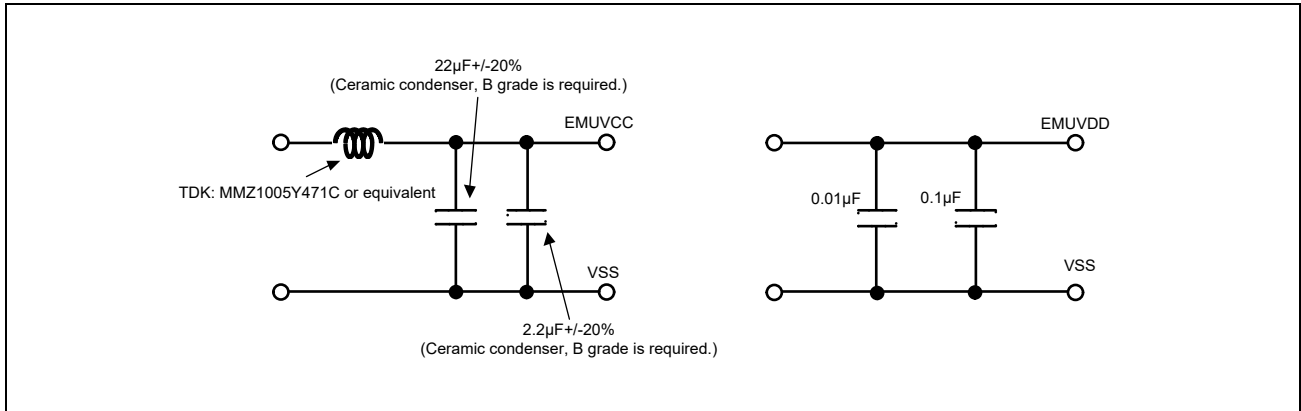 22µF+/-20%
(Ceramic condenser, B grade is required.)
EMUVCC
TDK: MMZ1005Y471C or equivalent
VSS
2.2µF+/-20%
(Ceramic condenser, B grade is required.)
EMUVDD
0.01µF
0.1µF
VSS